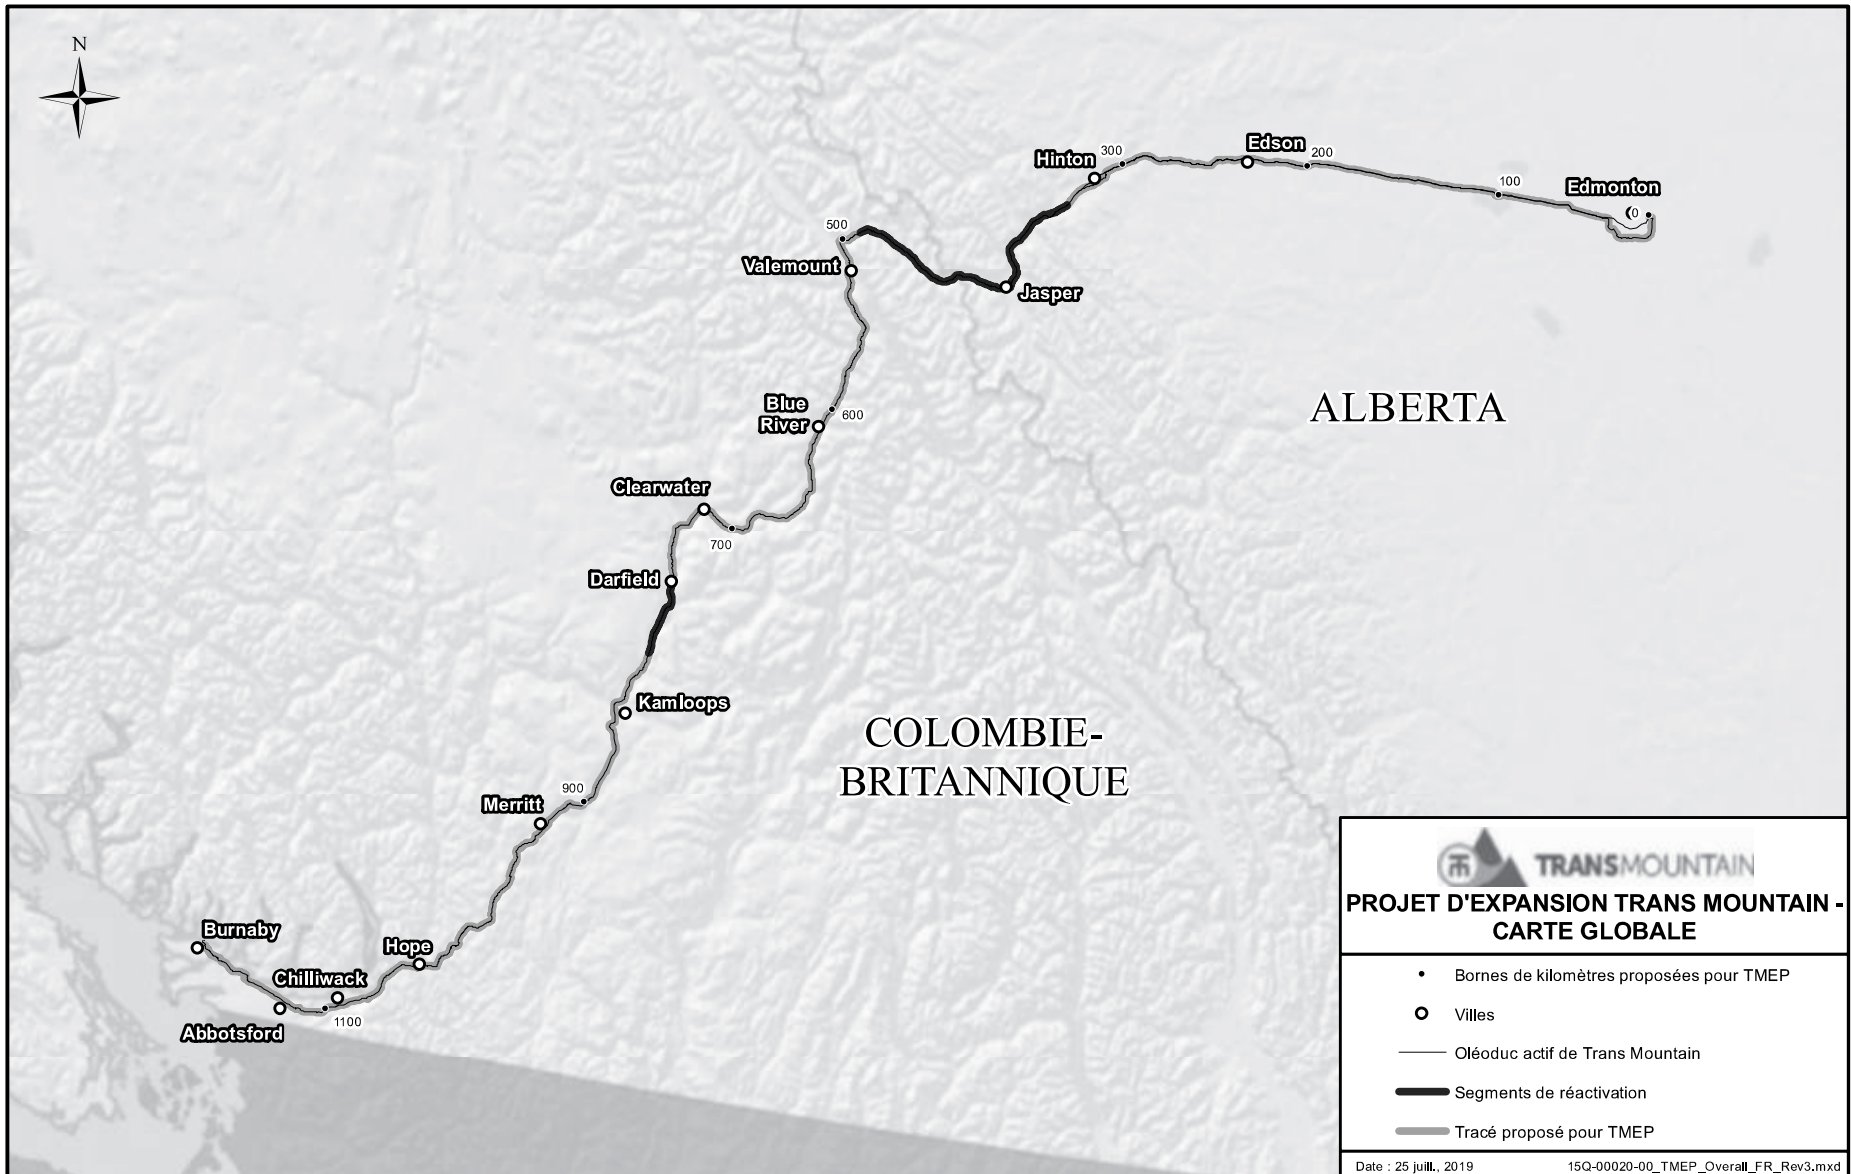 N
Hinton
300
Edson
200
100
Edmonton
0
500
Valemount
Jasper
Blue
River
600
ALBERTA
Clearwater
700
Darfield
Kamloops
COLOMBIE-
BRITANNIQUE
900
Merritt
Burnaby
Hope
Chilliwack
1100
Abbotsford
TRANSMOUNTAIN
PROJET D'EXPANSION TRANS MOUNTAIN -
CARTE GLOBALE
Bornes de kilomètres proposées pour TMEP
Villes
Oléoduc actif de Trans Mountain
Segments de réactivation
Tracé proposé pour TMEP
Date : 25 juill., 2019 15Q-00020-00_TMEP_Overall_FR_Rev3.mxd